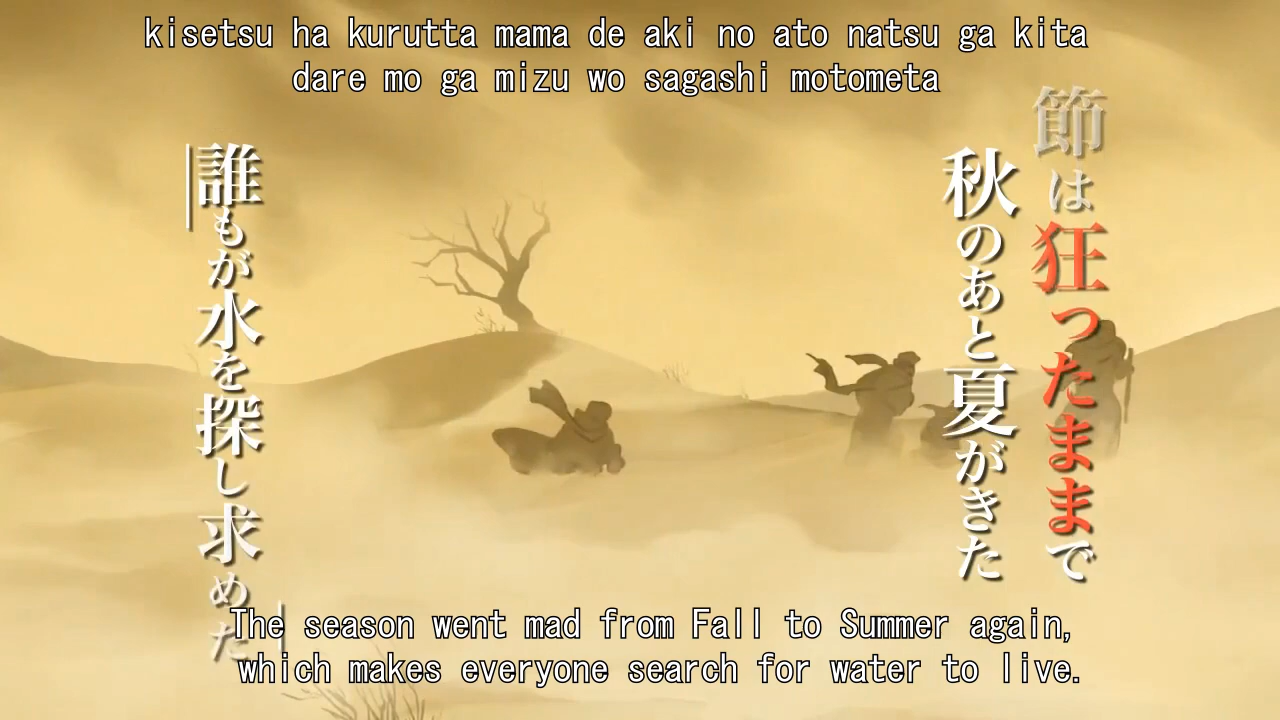 kisetsu ha kurutta mama de aki no ato natsu ga kita
dare mo ga mizu wo sagashi motometa
節は狂ったままで
秋のあと夏がきた
誰もが水を探し求めた
The season went mad from Fall to Summer again,
which makes everyone search for water to live.